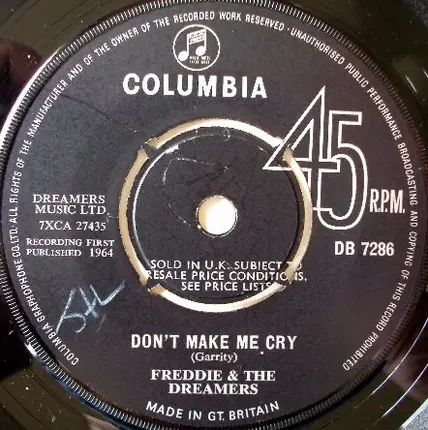 ALL RIGHTS OF THE MANUFACTURER AND OF THE OWNER OF THE RECORDED WORK RESERVED · UNAUTHORISED PUBLIC PERFORMANCE BROADCASTING AND COPYING OF THIS RECORD PROHIBITED
COLUMBIA GRAPHOPHONE CO. LTD.
COLUMBIA
45 R.P.M.
DREAMERS
MUSIC LTD.
7XCA 27435
RECORDING FIRST
PUBLISHED 1964
DB 7286
SOLD IN U.K. SUBJECT TO
RESALE PRICE CONDITIONS,
SEE PRICE LISTS
DON'T MAKE ME CRY
(Garrity)
FREDDIE & THE
DREAMERS
MADE IN GT. BRITAIN